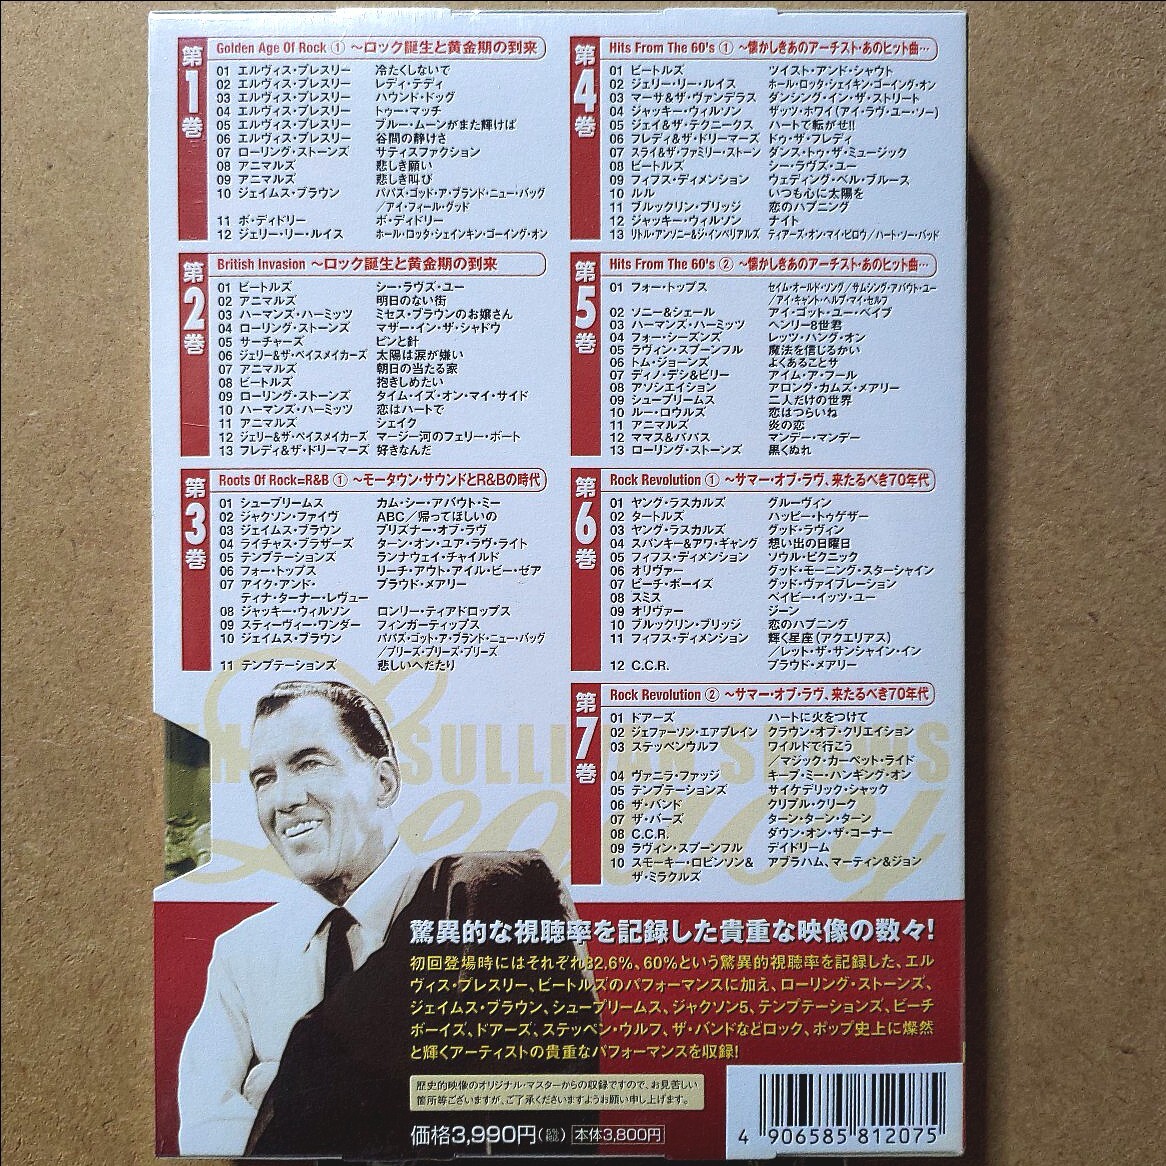 第1巻
Golden Age Of Rock ① ～ロック誕生と黄金期の到来
01 エルヴィス・プレスリー 冷たくしないで
02 エルヴィス・プレスリー レディ・テディ
03 エルヴィス・プレスリー ハウンド・ドッグ
04 エルヴィス・プレスリー トゥー・マッチ
05 エルヴィス・プレスリー ブルー・ムーンがまた輝けば
06 エルヴィス・プレスリー 谷間の静けさ
07 ローリング・ストーンズ サティスファクション
08 アニマルズ 悲しき願い
09 アニマルズ 悲しき叫び
10 ジェイムス・ブラウン パパズ・ゴッド・ア・ブランド・ニュー・バッグ
／アイ・フィール・グッド
11 ボ・ディドリー ボ・ディドリー
12 ジェリー・リー・ルイス ホール・ロッタ・シェインキン・ゴーイング・オン
第2巻
British Invasion ～ロック誕生と黄金期の到来
01 ビートルズ シー・ラヴズ・ユー
02 アニマルズ 明日のない街
03 ハーマンズ・ハーミッツ ミセス・ブラウンのお嬢さん
04 ローリング・ストーンズ マザー・イン・ザ・シャドウ
05 サーチャーズ ピンと針
06 ジェリー&ザ・ペイスメイカーズ 太陽は涙が嫌い
07 アニマルズ 朝日の当たる家
08 ビートルズ 抱きしめたい
09 ローリング・ストーンズ タイム・イズ・オン・マイ・サイド
10 ハーマンズ・ハーミッツ 恋はハートで
11 アニマルズ シェイク
12 ジェリー&ザ・ペイスメイカーズ マージー河のフェリー・ボート
13 フレディ&ザ・ドリーマーズ 好きなんだ
第3巻
Roots Of Rock=R&B ① ～モータウン・サウンドとR&Bの時代
01 シュープリームス カム・シー・アバウト・ミー
02 ジャクソン・ファイヴ ABC／帰ってほしいの
03 ジェイムス・ブラウン プリズナー・オブ・ラヴ
04 ライチャス・ブラザーズ ターン・オン・ユア・ラヴ・ライト
05 テンプテーションズ ランナウェイ・チャイルド
06 フォー・トップス リーチ・アウト・アイル・ビー・ゼア
07 アイク・アンド・ プラウド・メアリー
ティナ・ターナー・レヴュー
08 ジャッキー・ウィルソン ロンリー・ティアドロップス
09 スティーヴィー・ワンダー フィンガーティップス
10 ジェイムス・ブラウン パパズ・ゴット・ア・ブランド・ニュー・バッグ
／プリーズ・プリーズ・プリーズ
11 テンプテーションズ 悲しいへだたり
第4巻
Hits From The 60's ① ～懐かしきあのアーチスト・あのヒット曲…
01 ビートルズ ツイスト・アンド・シャウト
02 ジェリー・リー・ルイス ホール・ロッタ・シェイキン・ゴーイング・オン
03 マーサ&ザ・ヴァンデラス ダンシング・イン・ザ・ストリート
04 ジャッキー・ウィルソン ザッツ・ホワイ(アイ・ラヴ・ユー・ソー)
05 ジェイ&ザ・テクニークス ハートで転がせ!!
06 フレディ&ザ・ドリーマーズ ドゥ・ザ・フレディ
07 スライ&ザ・ファミリー・ストーン ダンス・トゥ・ザ・ミュージック
08 ビートルズ シー・ラヴズ・ユー
09 フィフス・ディメンション ウェディング・ベル・ブルース
10 ルル いつも心に太陽を
11 ブルックリン・ブリッジ 恋のハプニング
12 ジャッキー・ウィルソン ナイト
13 リトル・アンソニー&ジ・インペリアルズ ティアーズ・オン・マイ・ピロウ／ハート・ソー・バッド
第5巻
Hits From The 60's ② ～懐かしきあのアーチスト・あのヒット曲…
01 フォー・トップス セイム・オールド・ソング／サムシング・アバウト・ユー
／アイ・キャント・ヘルプ・マイ・セルフ
02 ソニー&シェール アイ・ゴット・ユー・ベイブ
03 ハーマンズ・ハーミッツ ヘンリー8世君
04 フォー・シーズンズ レッツ・ハング・オン
05 ラヴィン・スプーンフル 魔法を信じるかい
06 トム・ジョーンズ よくあることサ
07 ディノ・デシ&ビリー アイム・ア・フール
08 アソシエイション アロング・カムズ・メアリー
09 シュープリームス 二人だけの世界
10 ルー・ロウルズ 恋はつらいね
11 アニマルズ 炎の恋
12 ママス&パパス マンデー・マンデー
13 ローリング・ストーンズ 黒くぬれ
第6巻
Rock Revolution ① ～サマー・オブ・ラヴ、来たるべき70年代
01 ヤング・ラスカルズ グルーヴィン
02 タートルズ ハッピー・トゥゲザー
03 ヤング・ラスカルズ グッド・ラヴィン
04 スパンキー&アワ・ギャング 想い出の日曜日
05 フィフス・ディメンション ソウル・ピクニック
06 オリヴァー グッド・モーニング・スターシャイン
07 ビーチ・ボーイズ グッド・ヴァイブレーション
08 スミス ベイビー・イッツ・ユー
09 オリヴァー ジーン
10 ブルックリン・ブリッジ 恋のハプニング
11 フィフス・ディメンション 輝く星座(アクエリアス)
／レット・ザ・サンシャイン・イン
12 C.C.R. プラウド・メアリー
第7巻
Rock Revolution ② ～サマー・オブ・ラヴ、来たるべき70年代
01 ドアーズ ハートに火をつけて
02 ジェファーソン・エアプレイン クラウン・オブ・クリエイション
03 ステッペンウルフ ワイルドで行こう
／マジック・カーペット・ライド
04 ヴァニラ・ファッジ キープ・ミー・ハンギング・オン
05 テンプテーションズ サイケデリック・シャック
06 ザ・バンド クリプル・クリーク
07 ザ・バーズ ターン・ターン・ターン
08 C.C.R. ダウン・オン・ザ・コーナー
09 ラヴィン・スプーンフル デイドリーム
10 スモーキー・ロビンソン& アブラハム、マーティン&ジョン
ザ・ミラクルズ
驚異的な視聴率を記録した貴重な映像の数々!
初回登場時にはそれぞれ82.6%、60%という驚異的視聴率を記録した、エル
ヴィス・プレスリー、ビートルズのパフォーマンスに加え、ローリング・ストーンズ、
ジェイムス・ブラウン、シュープリームス、ジャクソン5、テンプテーションズ、ビーチ
ボーイズ、ドアーズ、ステッペン・ウルフ、ザ・バンドなどロック、ポップ史上に燦然
と輝くアーティストの貴重なパフォーマンスを収録!
歴史的映像のオリジナル・マスターからの収録ですので、お見苦しい
箇所等ございますが、ご了承くださいますようお願い申し上げます。
価格3,990円(5%税込) 本体3,800円
4 906585 812075